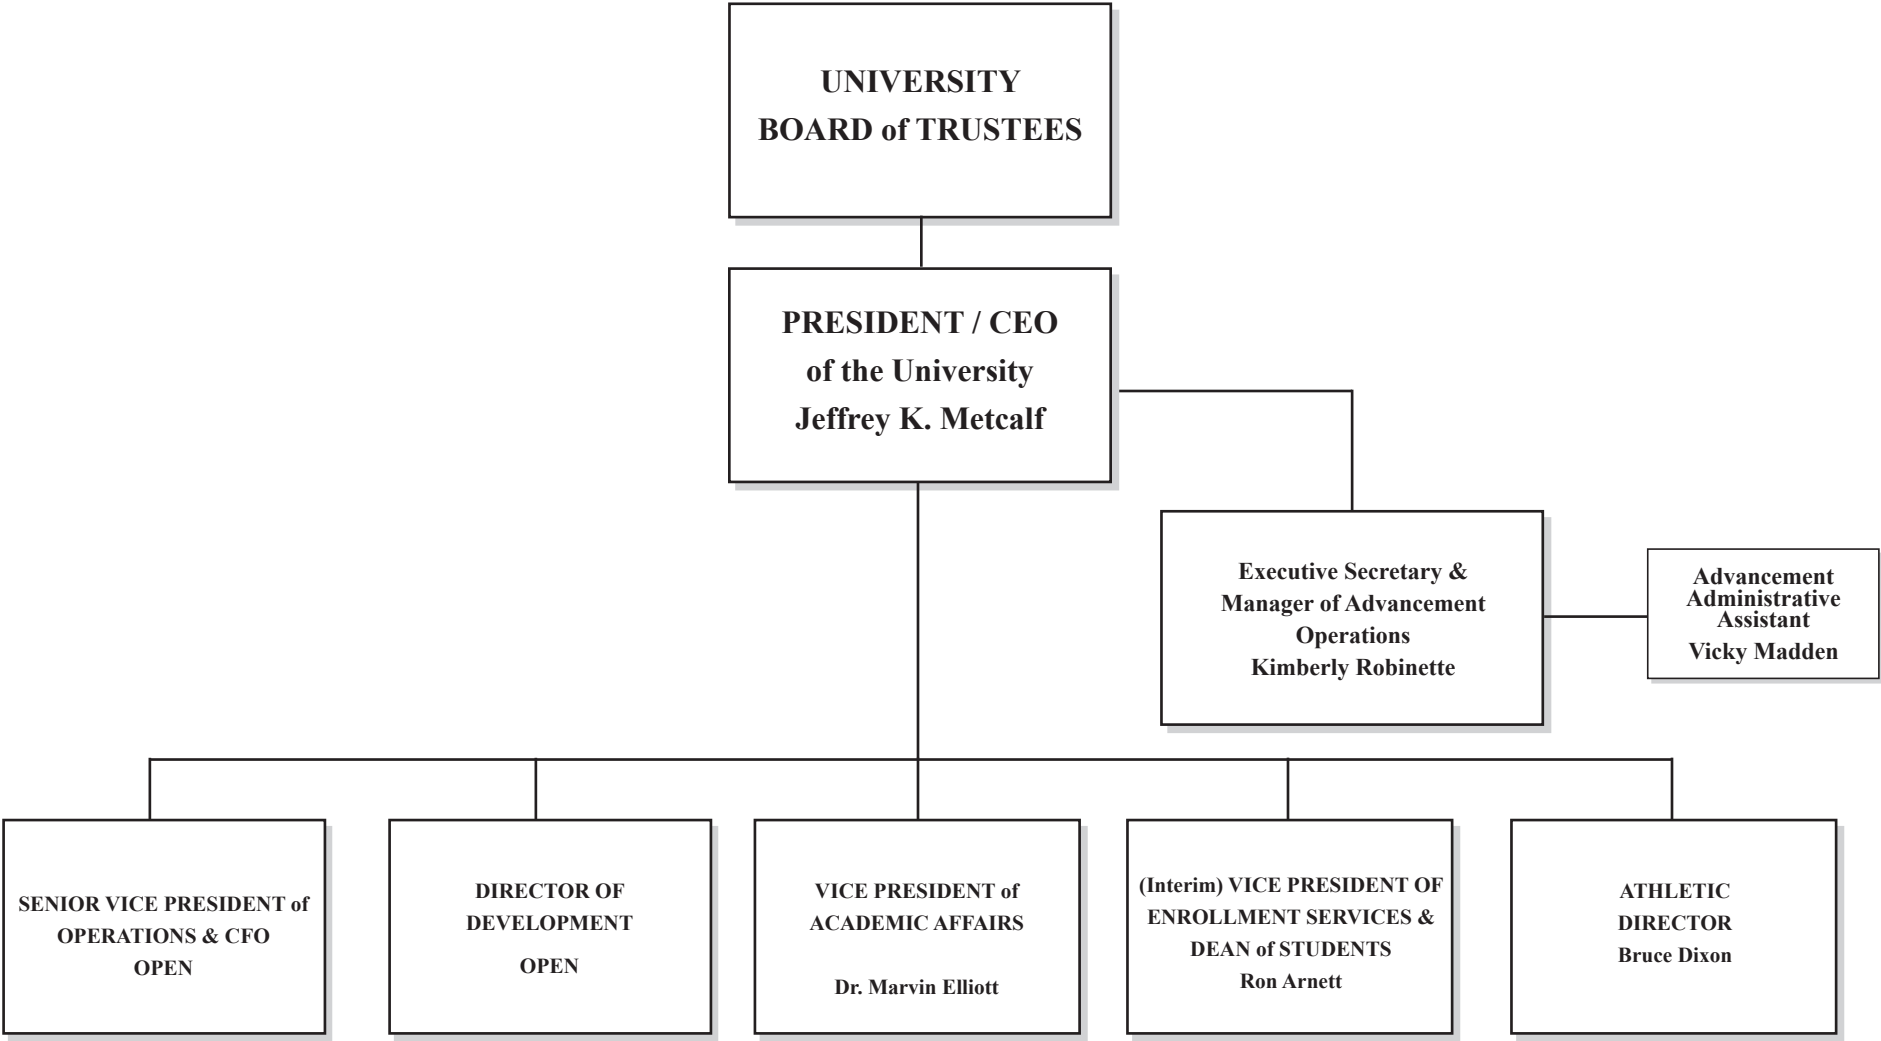 UNIVERSITY
BOARD of TRUSTEES
PRESIDENT / CEO
of the University
Jeffrey K. Metcalf
Executive Secretary &
Manager of Advancement
Operations
Kimberly Robinette
Advancement
Administrative
Assistant
Vicky Madden
SENIOR VICE PRESIDENT of
OPERATIONS & CFO
OPEN
DIRECTOR OF
DEVELOPMENT
OPEN
VICE PRESIDENT of
ACADEMIC AFFAIRS
Dr. Marvin Elliott
(Interim) VICE PRESIDENT OF
ENROLLMENT SERVICES &
DEAN of STUDENTS
Ron Arnett
ATHLETIC
DIRECTOR
Bruce Dixon